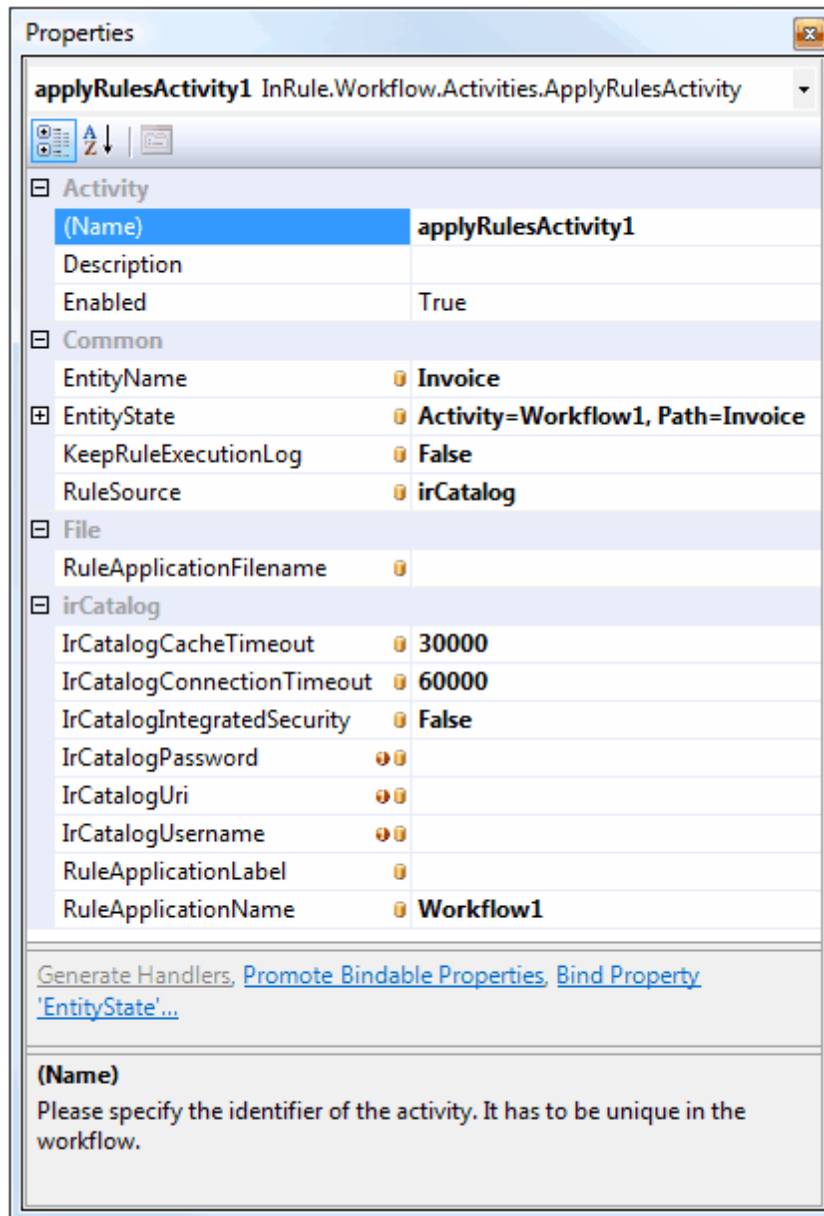 Properties
applyRulesActivity1 InRule.Workflow.Activities.ApplyRulesActivity
A Z
Activity
(Name) applyRulesActivity1
Description
Enabled True
Common
EntityName Invoice
EntityState Activity=Workflow1, Path=Invoice
KeepRuleExecutionLog False
RuleSource irCatalog
File
RuleApplicationFilename
irCatalog
IrCatalogCacheTimeout 30000
IrCatalogConnectionTimeout 60000
IrCatalogIntegratedSecurity False
IrCatalogPassword
IrCatalogUri
IrCatalogUsername
RuleApplicationLabel
RuleApplicationName Workflow1
Generate Handlers, Promote Bindable Properties, Bind Property
'EntityState'...
(Name)
Please specify the identifier of the activity. It has to be unique in the
workflow.